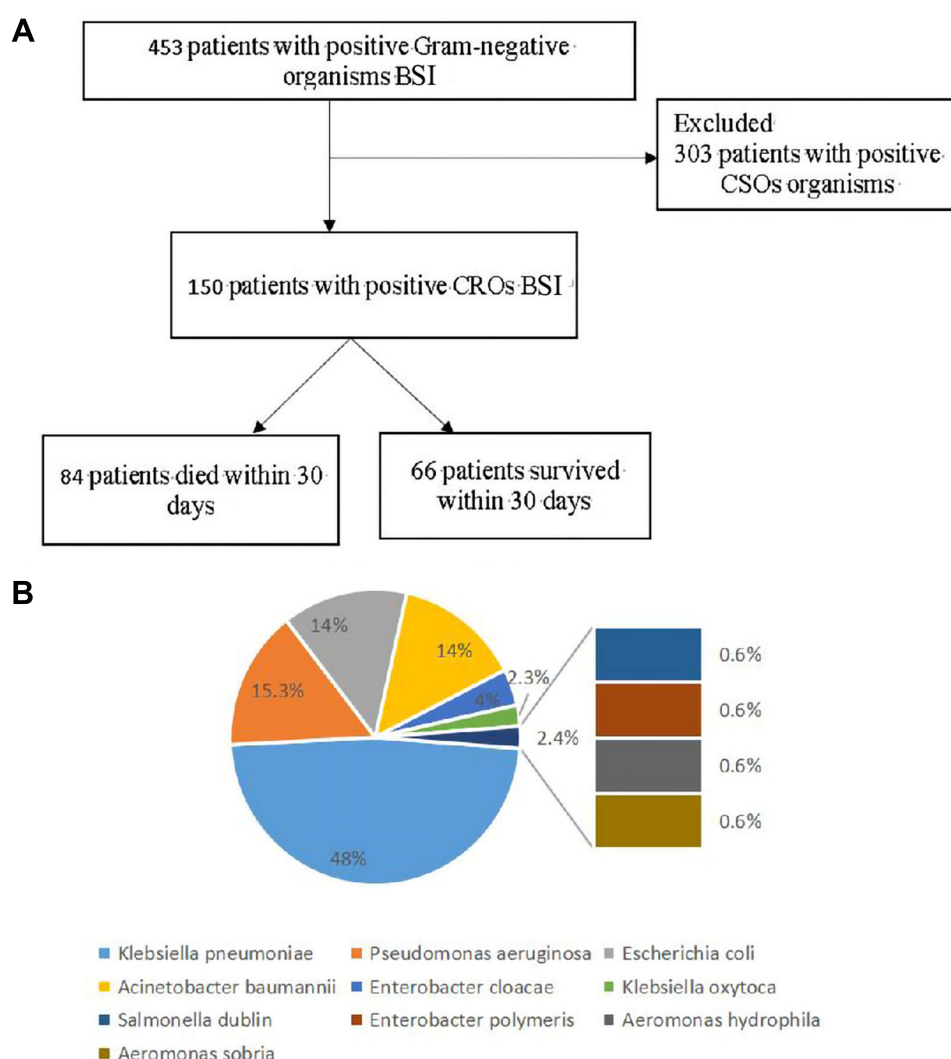 A
453 patients with positive Gram-negative
organisms BSI
Excluded
303 patients with positive
CSOs organisms
150 patients with positive CROs BSI
84 patients died within 30
days
66 patients survived
within 30 days
B
14%
14%
15.3%
2.3%
4%
2.4%
48%
0.6%
0.6%
0.6%
0.6%
Klebsiella pneumoniae
Pseudomonas aeruginosa
Escherichia coli
Acinetobacter baumannii
Enterobacter cloacae
Klebsiella oxytoca
Salmonella dublin
Enterobacter polymeris
Aeromonas hydrophila
Aeromonas sobria